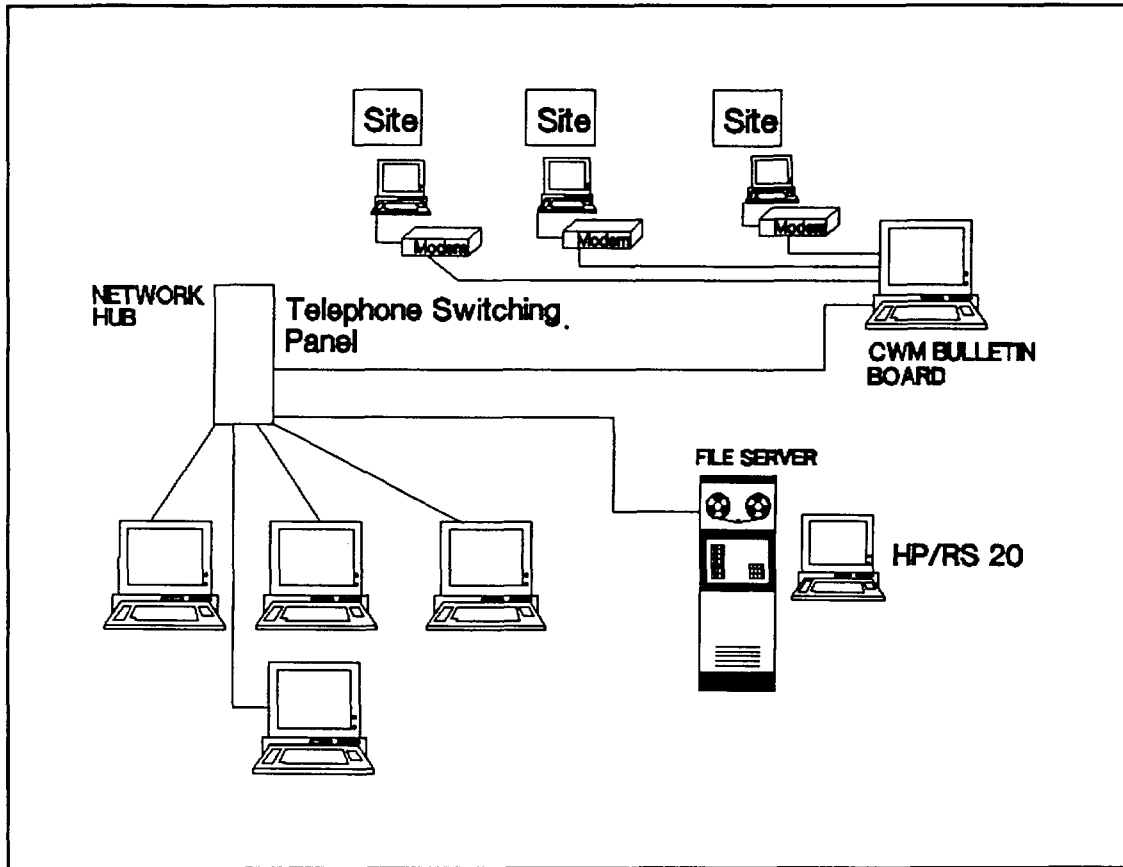 Site
Site
Site
Modem
Modem
Modem
NETWORK
HUB
Telephone Switching
Panel
CWM BULLETIN
BOARD
FILE SERVER
HP/RS 20